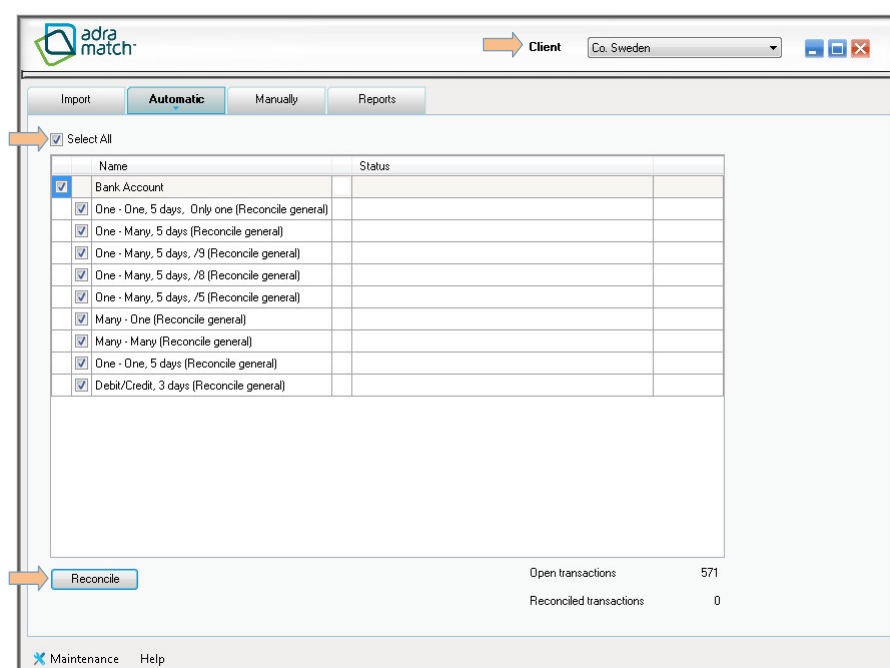 adra
match
Client
Co. Sweden
Import
Automatic
Manually
Reports
Select All
Name
Status
Bank Account
One - One, 5 days, Only one (Reconcile general)
One - Many, 5 days (Reconcile general)
One - Many, 5 days, /9 (Reconcile general)
One - Many, 5 days, /8 (Reconcile general)
One - Many, 5 days, /5 (Reconcile general)
Many - One (Reconcile general)
Many - Many (Reconcile general)
One - One, 5 days (Reconcile general)
Debit/Credit, 3 days (Reconcile general)
Reconcile
Open transactions 571
Reconciled transactions 0
Maintenance Help